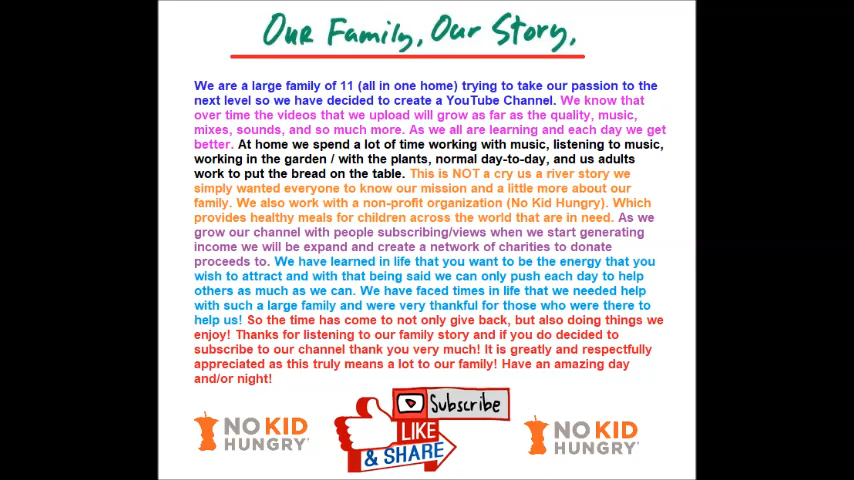 Our Family, Our Story,
We are a large family of 11 (all in one home) trying to take our passion to the
next level so we have decided to create a YouTube Channel. We know that
over time the videos that we upload will grow as far as the quality, music,
mixes, sounds, and so much more. As we all are learning and each day we get
better. At home we spend a lot of time working with music, listening to music,
working in the garden / with the plants, normal day-to-day, and us adults
work to put the bread on the table. This is NOT a cry us a river story we
simply wanted everyone to know our mission and a little more about our
family. We also work with a non-profit organization (No Kid Hungry). Which
provides healthy meals for children across the world that are in need. As we
grow our channel with people subscribing/views when we start generating
income we will be expand and create a network of charities to donate
proceeds to. We have learned in life that you want to be the energy that you
wish to attract and with that being said we can only push each day to help
others as much as we can. We have faced times in life that we needed help
with such a large family and were very thankful for those who were there to
help us! So the time has come to not only give back, but also doing things we
enjoy! Thanks for listening to our family story and if you do decided to
subscribe to our channel thank you very much! It is greatly and respectfully
appreciated as this truly means a lot to our family! Have an amazing day
and/or night!
NO KID
HUNGRY
Subscribe
LIKE
& SHARE
NO KID
HUNGRY